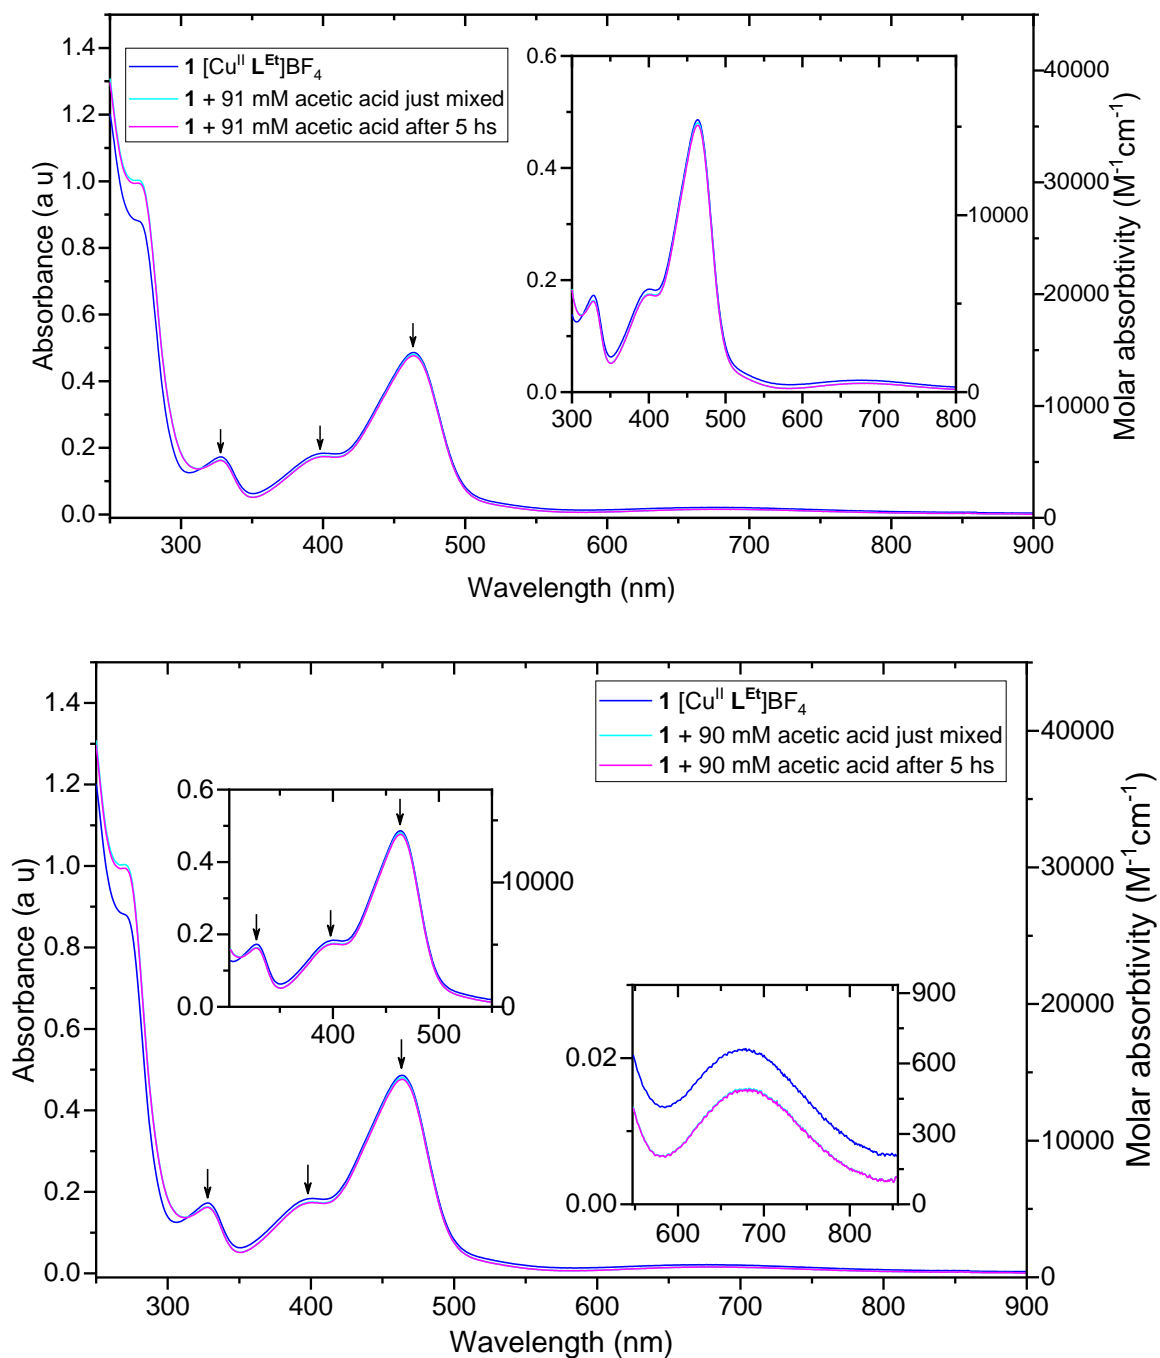 1 [Cuᴵᴵ Lᴱᵗ]BF₄
1 + 91 mM acetic acid just mixed
1 + 91 mM acetic acid after 5 hs
Absorbance (a u)
1.4
1.2
1.0
0.8
0.6
0.4
0.2
0.0
300 400 500 600 700 800 900
Wavelength (nm)
40000
30000
20000
10000
0
Molar absorbtivity (M⁻¹cm⁻¹)
0.6
0.4
0.2
0.0
300 400 500 600 700 800
10000
0
1 [Cuᴵᴵ Lᴱᵗ]BF₄
1 + 90 mM acetic acid just mixed
1 + 90 mM acetic acid after 5 hs
Absorbance (a u)
1.4
1.2
1.0
0.8
0.6
0.4
0.2
0.0
300 400 500 600 700 800 900
Wavelength (nm)
40000
30000
20000
10000
0
Molar absorbtivity (M⁻¹cm⁻¹)
0.6
0.4
0.2
0.0
400 500
10000
0
0.02
0.00
600 700 800
900
600
300
0